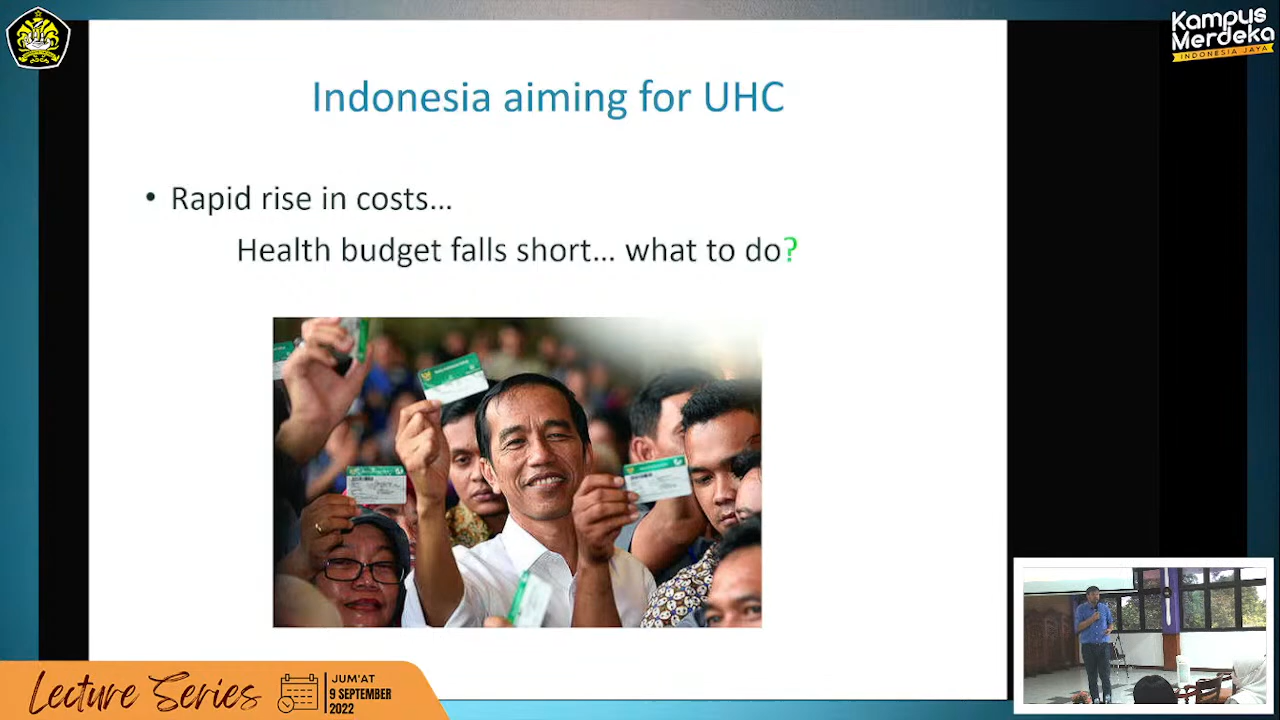 Kampus
Merdeka
INDONESIA JAYA
Indonesia aiming for UHC
• Rapid rise in costs...
Health budget falls short... what to do?
Lecture Series
JUM'AT
9 SEPTEMBER
2022